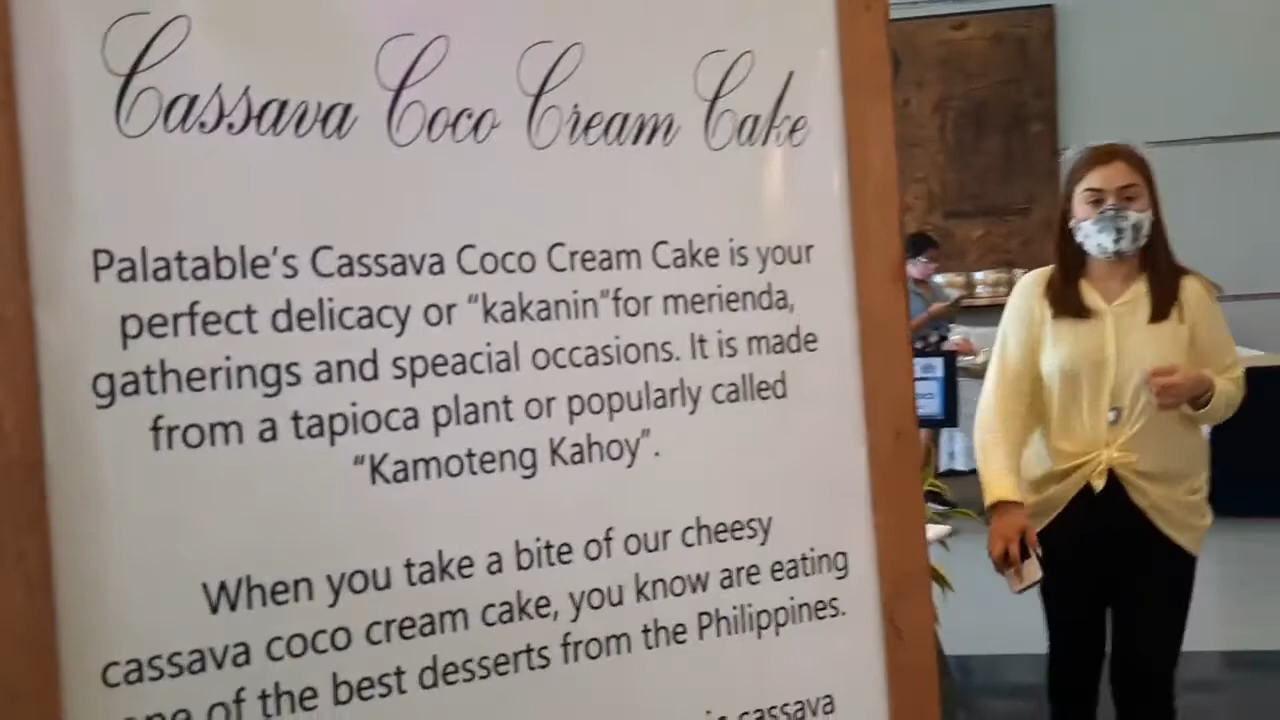 Cassava Coco Cream Cake
Palatable's Cassava Coco Cream Cake is your
perfect delicacy or "kakanin"for merienda,
gatherings and speacial occasions. It is made
from a tapioca plant or popularly called
"Kamoteng Kahoy".
When you take a bite of our cheesy
cassava coco cream cake, you know are eating
one of the best desserts from the Philippines.
cassava